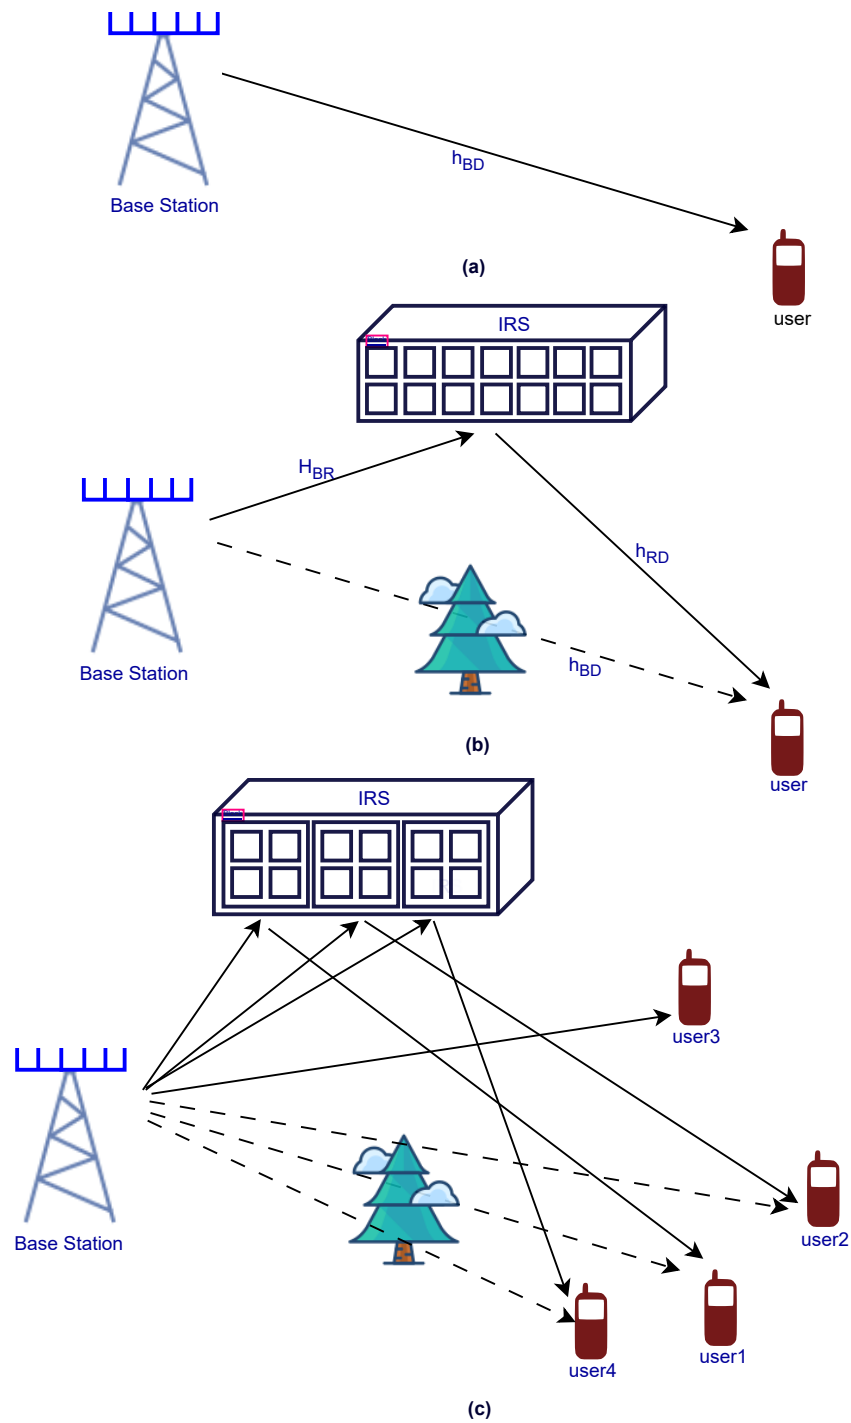 h_BD
Base Station
(a)
user
IRS
H_BR
h_RD
h_BD
Base Station
(b)
user
IRS
user3
Base Station
user2
user1
user4
(c)